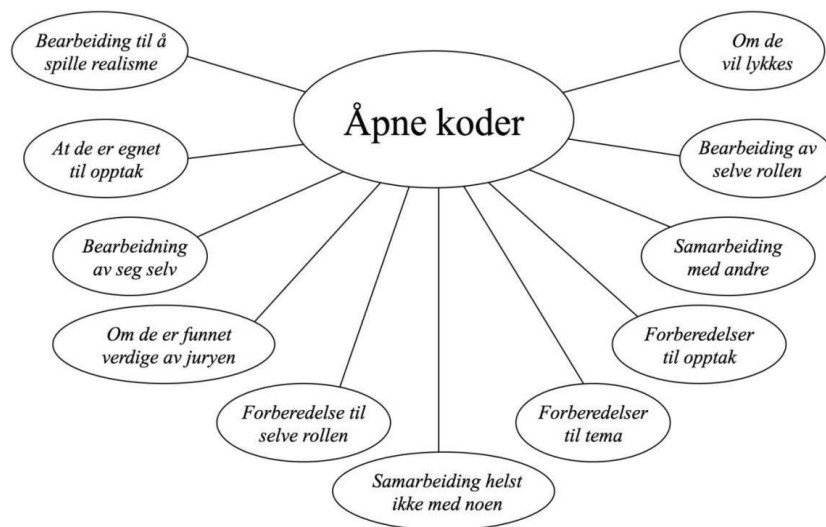 Åpne koder
Bearbeiding til å
spille realisme
At de er egnet
til opptak
Bearbeidning
av seg selv
Om de er funnet
verdige av juryen
Forberedelse til
selve rollen
Samarbeiding helst
ikke med noen
Forberedelser
til tema
Forberedelser
til opptak
Samarbeiding
med andre
Bearbeiding av
selve rollen
Om de
vil lykkes